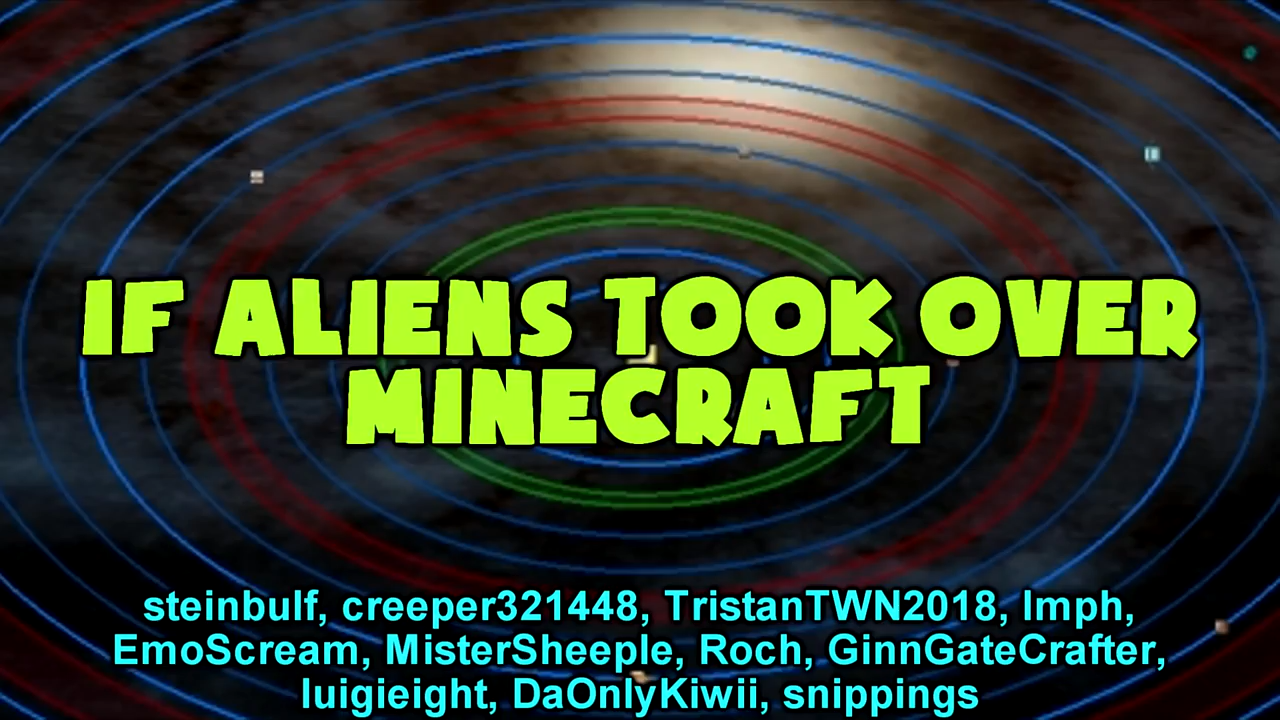 IF ALIENS TOOK OVER
MINECRAFT
steinbulf, creeper321448, TristanTWN2018, Imph,
EmoScream, MisterSheeple, Roch, GinnGateCrafter,
luigieight, DaOnlyKiwii, snippings